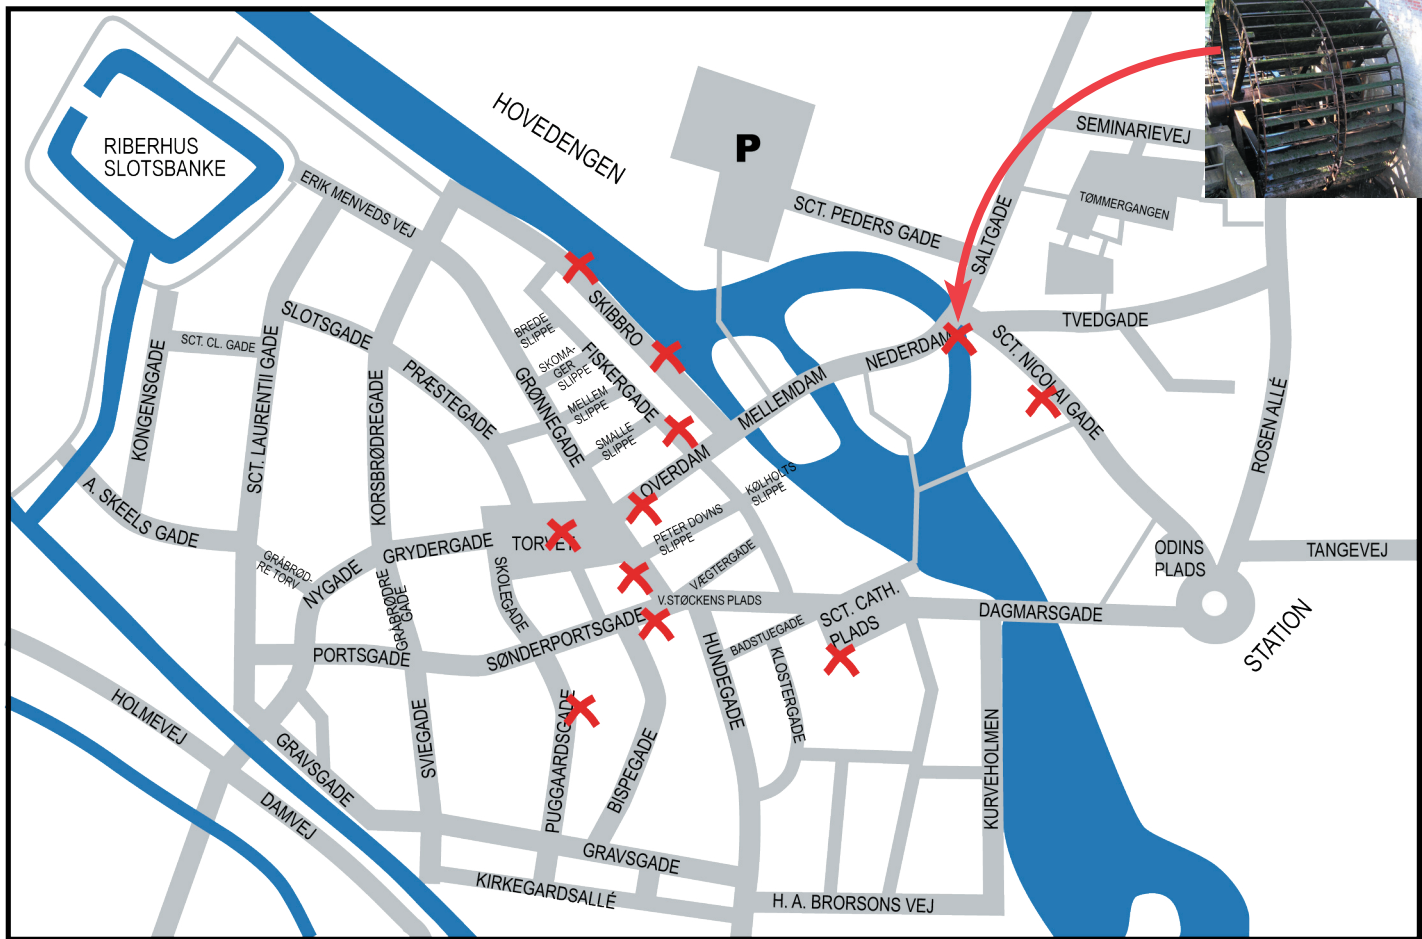 HOVEDENGEN
P
SEMINARIEVEJ
RIBERHUS
SLOTSBANKE
TØMMERGANGEN
ERIK MENVEDS VEJ
SCT. PEDERS GADE
SALTGADE
SLOTSGADE
SKIBBRO
TVEDGADE
SCT. CL. GADE
BREDE
SLIPPE
SKOMA-
GER
SLIPPE
FISKERGADE
NEDERDAM
SCT. NICOLAI GADE
KONGENSGADE
SCT. LAURENTII GADE
KORSBRØDREGADE
PRÆSTEGADE
GRØNNEGADE
MELLEM
SLIPPE
MELLEMDAM
ROSEN ALLÉ
SMALLE
SLIPPE
OVERDAM
KØLHOLTS
SLIPPE
A. SKEELS GADE
PETER DOVNS
SLIPPE
GRYDERGADE
TORVET
ODINS
PLADS
TANGEVEJ
GRÅBRØD-
RE TORV
NYGADE
GRÅBRØDRE
GADE
SKOLEGADE
VÆGTERGADE
V.STØCKENS PLADS
SCT. CATH.
PLADS
DAGMARSGADE
STATION
PORTSGADE
SØNDERPORTSGADE
HUNDEGADE
BADSTUEGADE
KLOSTERGADE
HOLMEVEJ
GRAVSGADE
SVIEGADE
PUGGAARDSGADE
BISPEGADE
KURVEHOLMEN
DAMVEJ
GRAVSGADE
KIRKEGARDSALLÉ
H. A. BRORSONS VEJ